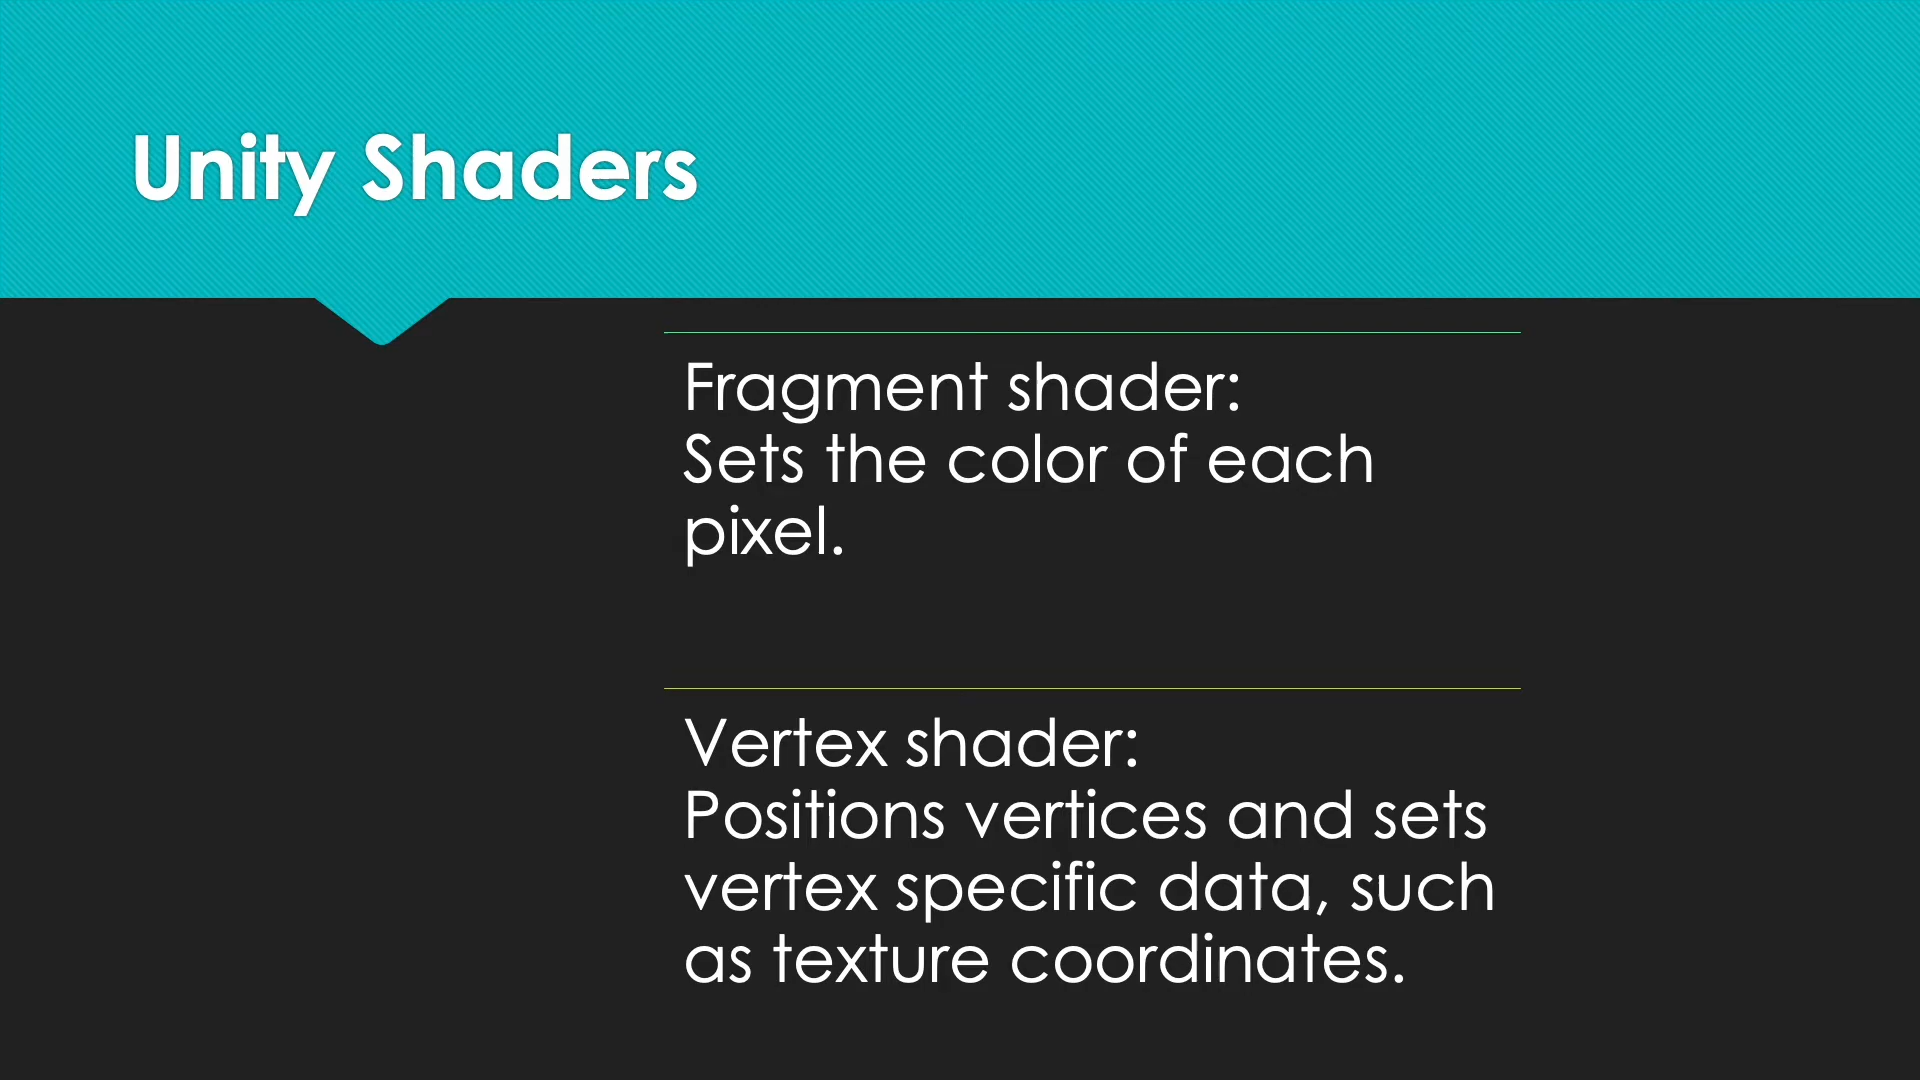 Unity Shaders
Fragment shader:
Sets the color of each
pixel.
Vertex shader:
Positions vertices and sets
vertex specific data, such
as texture coordinates.